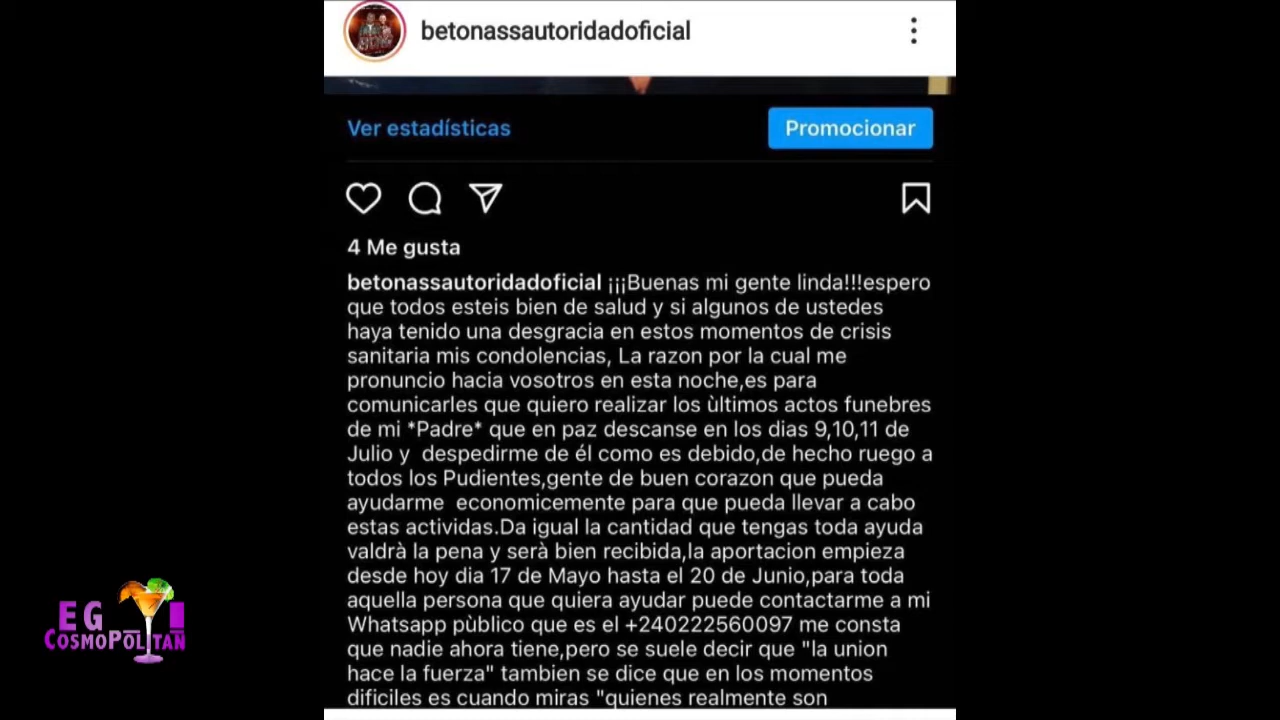 betonassautoridadoficial
Ver estadísticas
Promocionar
4 Me gusta
betonassautoridadoficial ¡¡¡Buenas mi gente linda!!!espero
que todos esteis bien de salud y si algunos de ustedes
haya tenido una desgracia en estos momentos de crisis
sanitaria mis condolencias, La razon por la cual me
pronuncio hacia vosotros en esta noche,es para
comunicarles que quiero realizar los ùltimos actos funebres
de mi *Padre* que en paz descanse en los dias 9,10,11 de
Julio y  despedirme de él como es debido,de hecho ruego a
todos los Pudientes,gente de buen corazon que pueda
ayudarme  economicemente para que pueda llevar a cabo
estas actividas.Da igual la cantidad que tengas toda ayuda
valdrà la pena y serà bien recibida,la aportacion empieza
desde hoy dia 17 de Mayo hasta el 20 de Junio,para toda
aquella persona que quiera ayudar puede contactarme a mi
Whatsapp pùblico que es el +240222560097 me consta
que nadie ahora tiene,pero se suele decir que "la union
hace la fuerza" tambien se dice que en los momentos
dificiles es cuando miras "quienes realmente son
EG
COSMOPOLITAN